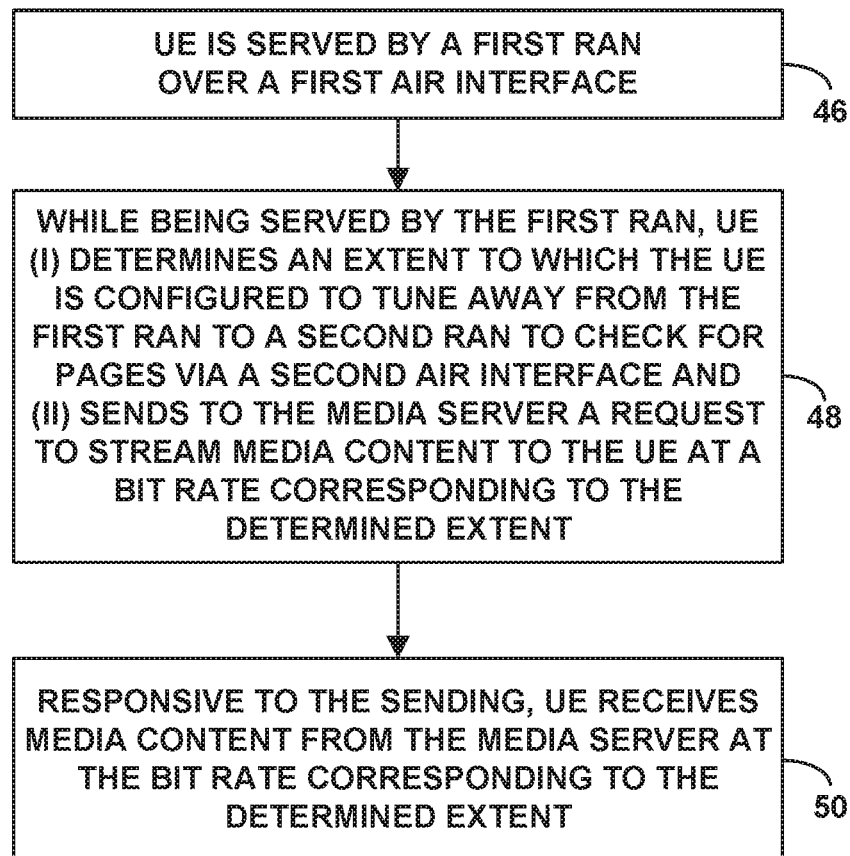 UE IS SERVED BY A FIRST RAN
OVER A FIRST AIR INTERFACE
46
WHILE BEING SERVED BY THE FIRST RAN, UE
(I) DETERMINES AN EXTENT TO WHICH THE UE
IS CONFIGURED TO TUNE AWAY FROM THE
FIRST RAN TO A SECOND RAN TO CHECK FOR
PAGES VIA A SECOND AIR INTERFACE AND
(II) SENDS TO THE MEDIA SERVER A REQUEST
TO STREAM MEDIA CONTENT TO THE UE AT A
BIT RATE CORRESPONDING TO THE
DETERMINED EXTENT
48
RESPONSIVE TO THE SENDING, UE RECEIVES
MEDIA CONTENT FROM THE MEDIA SERVER AT
THE BIT RATE CORRESPONDING TO THE
DETERMINED EXTENT
50